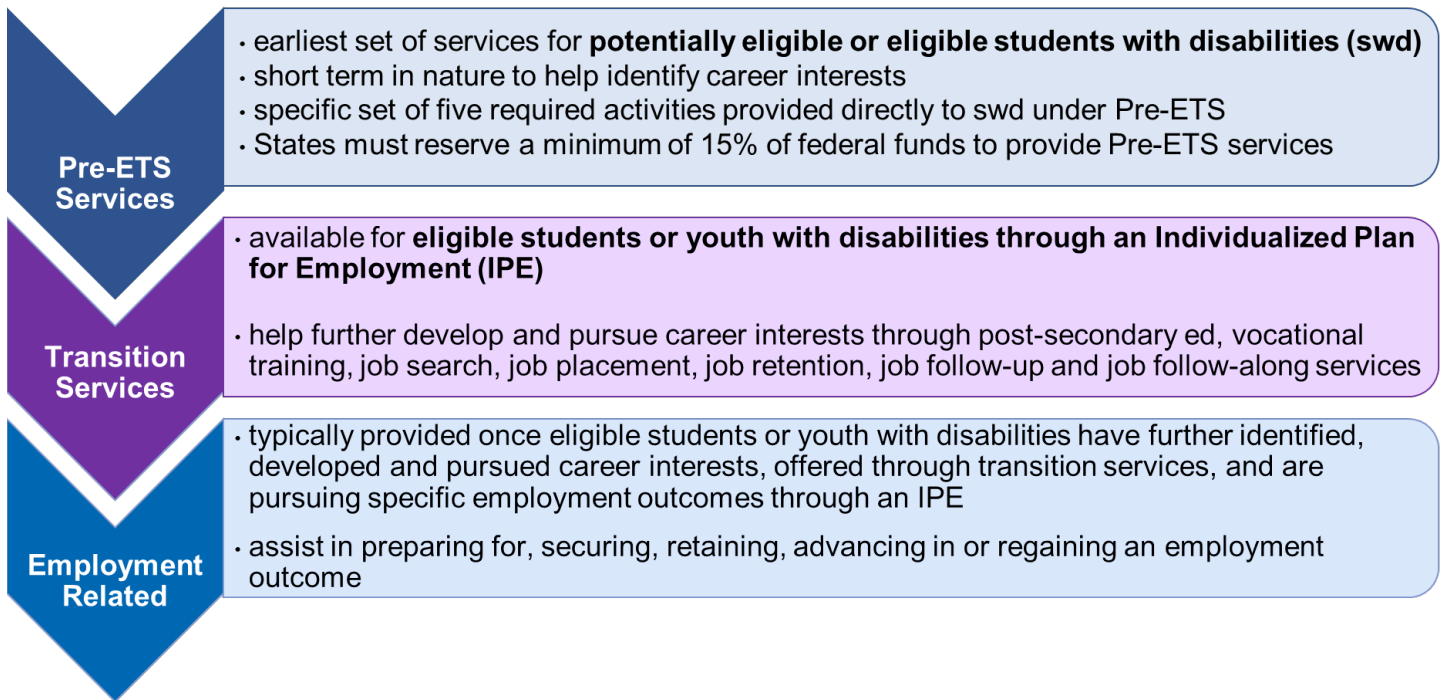 · earliest set of services for potentially eligible or eligible students with disabilities (swd)
· short term in nature to help identify career interests
· specific set of five required activities provided directly to swd under Pre-ETS
· States must reserve a minimum of 15% of federal funds to provide Pre-ETS services
Pre-ETS
Services
· available for eligible students or youth with disabilities through an Individualized Plan
for Employment (IPE)
· help further develop and pursue career interests through post-secondary ed, vocational
training, job search, job placement, job retention, job follow-up and job follow-along services
Transition
Services
· typically provided once eligible students or youth with disabilities have further identified,
developed and pursued career interests, offered through transition services, and are
pursuing specific employment outcomes through an IPE
· assist in preparing for, securing, retaining, advancing in or regaining an employment
outcome
Employment
Related